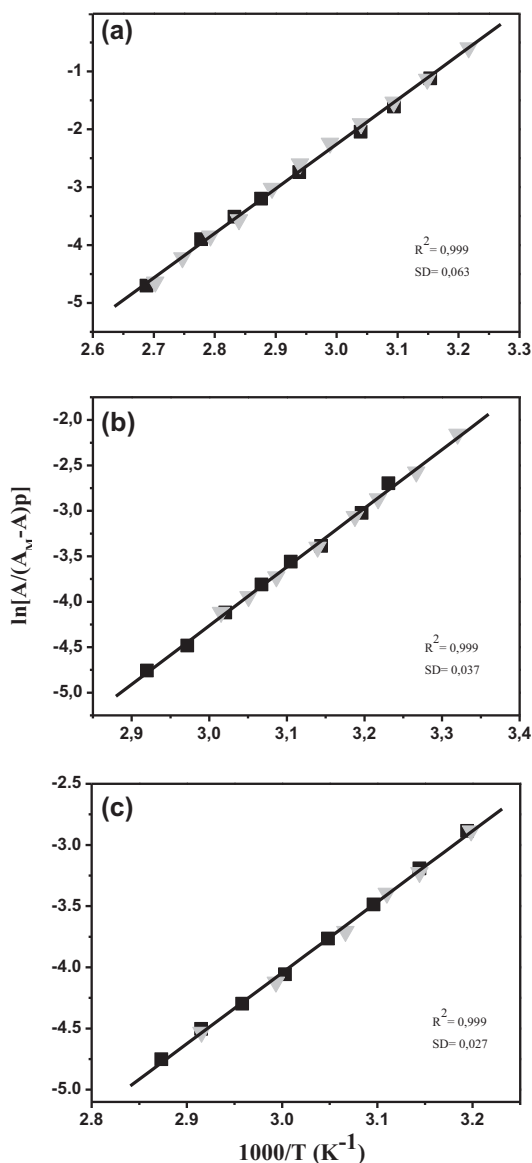 (a)
-1
-2
-3
-4
-5
R2= 0,999
SD= 0,063
2.6 2.7 2.8 2.9 3.0 3.1 3.2 3.3
ln[A/(AM-A)p]
(b)
-2,0
-2,5
-3,0
-3,5
-4,0
-4,5
-5,0
R2= 0,999
SD= 0,037
2,9 3,0 3,1 3,2 3,3 3,4
(c)
-2.5
-3.0
-3.5
-4.0
-4.5
-5.0
R2= 0,999
SD= 0,027
2.8 2.9 3.0 3.1 3.2
1000/T (K-1)